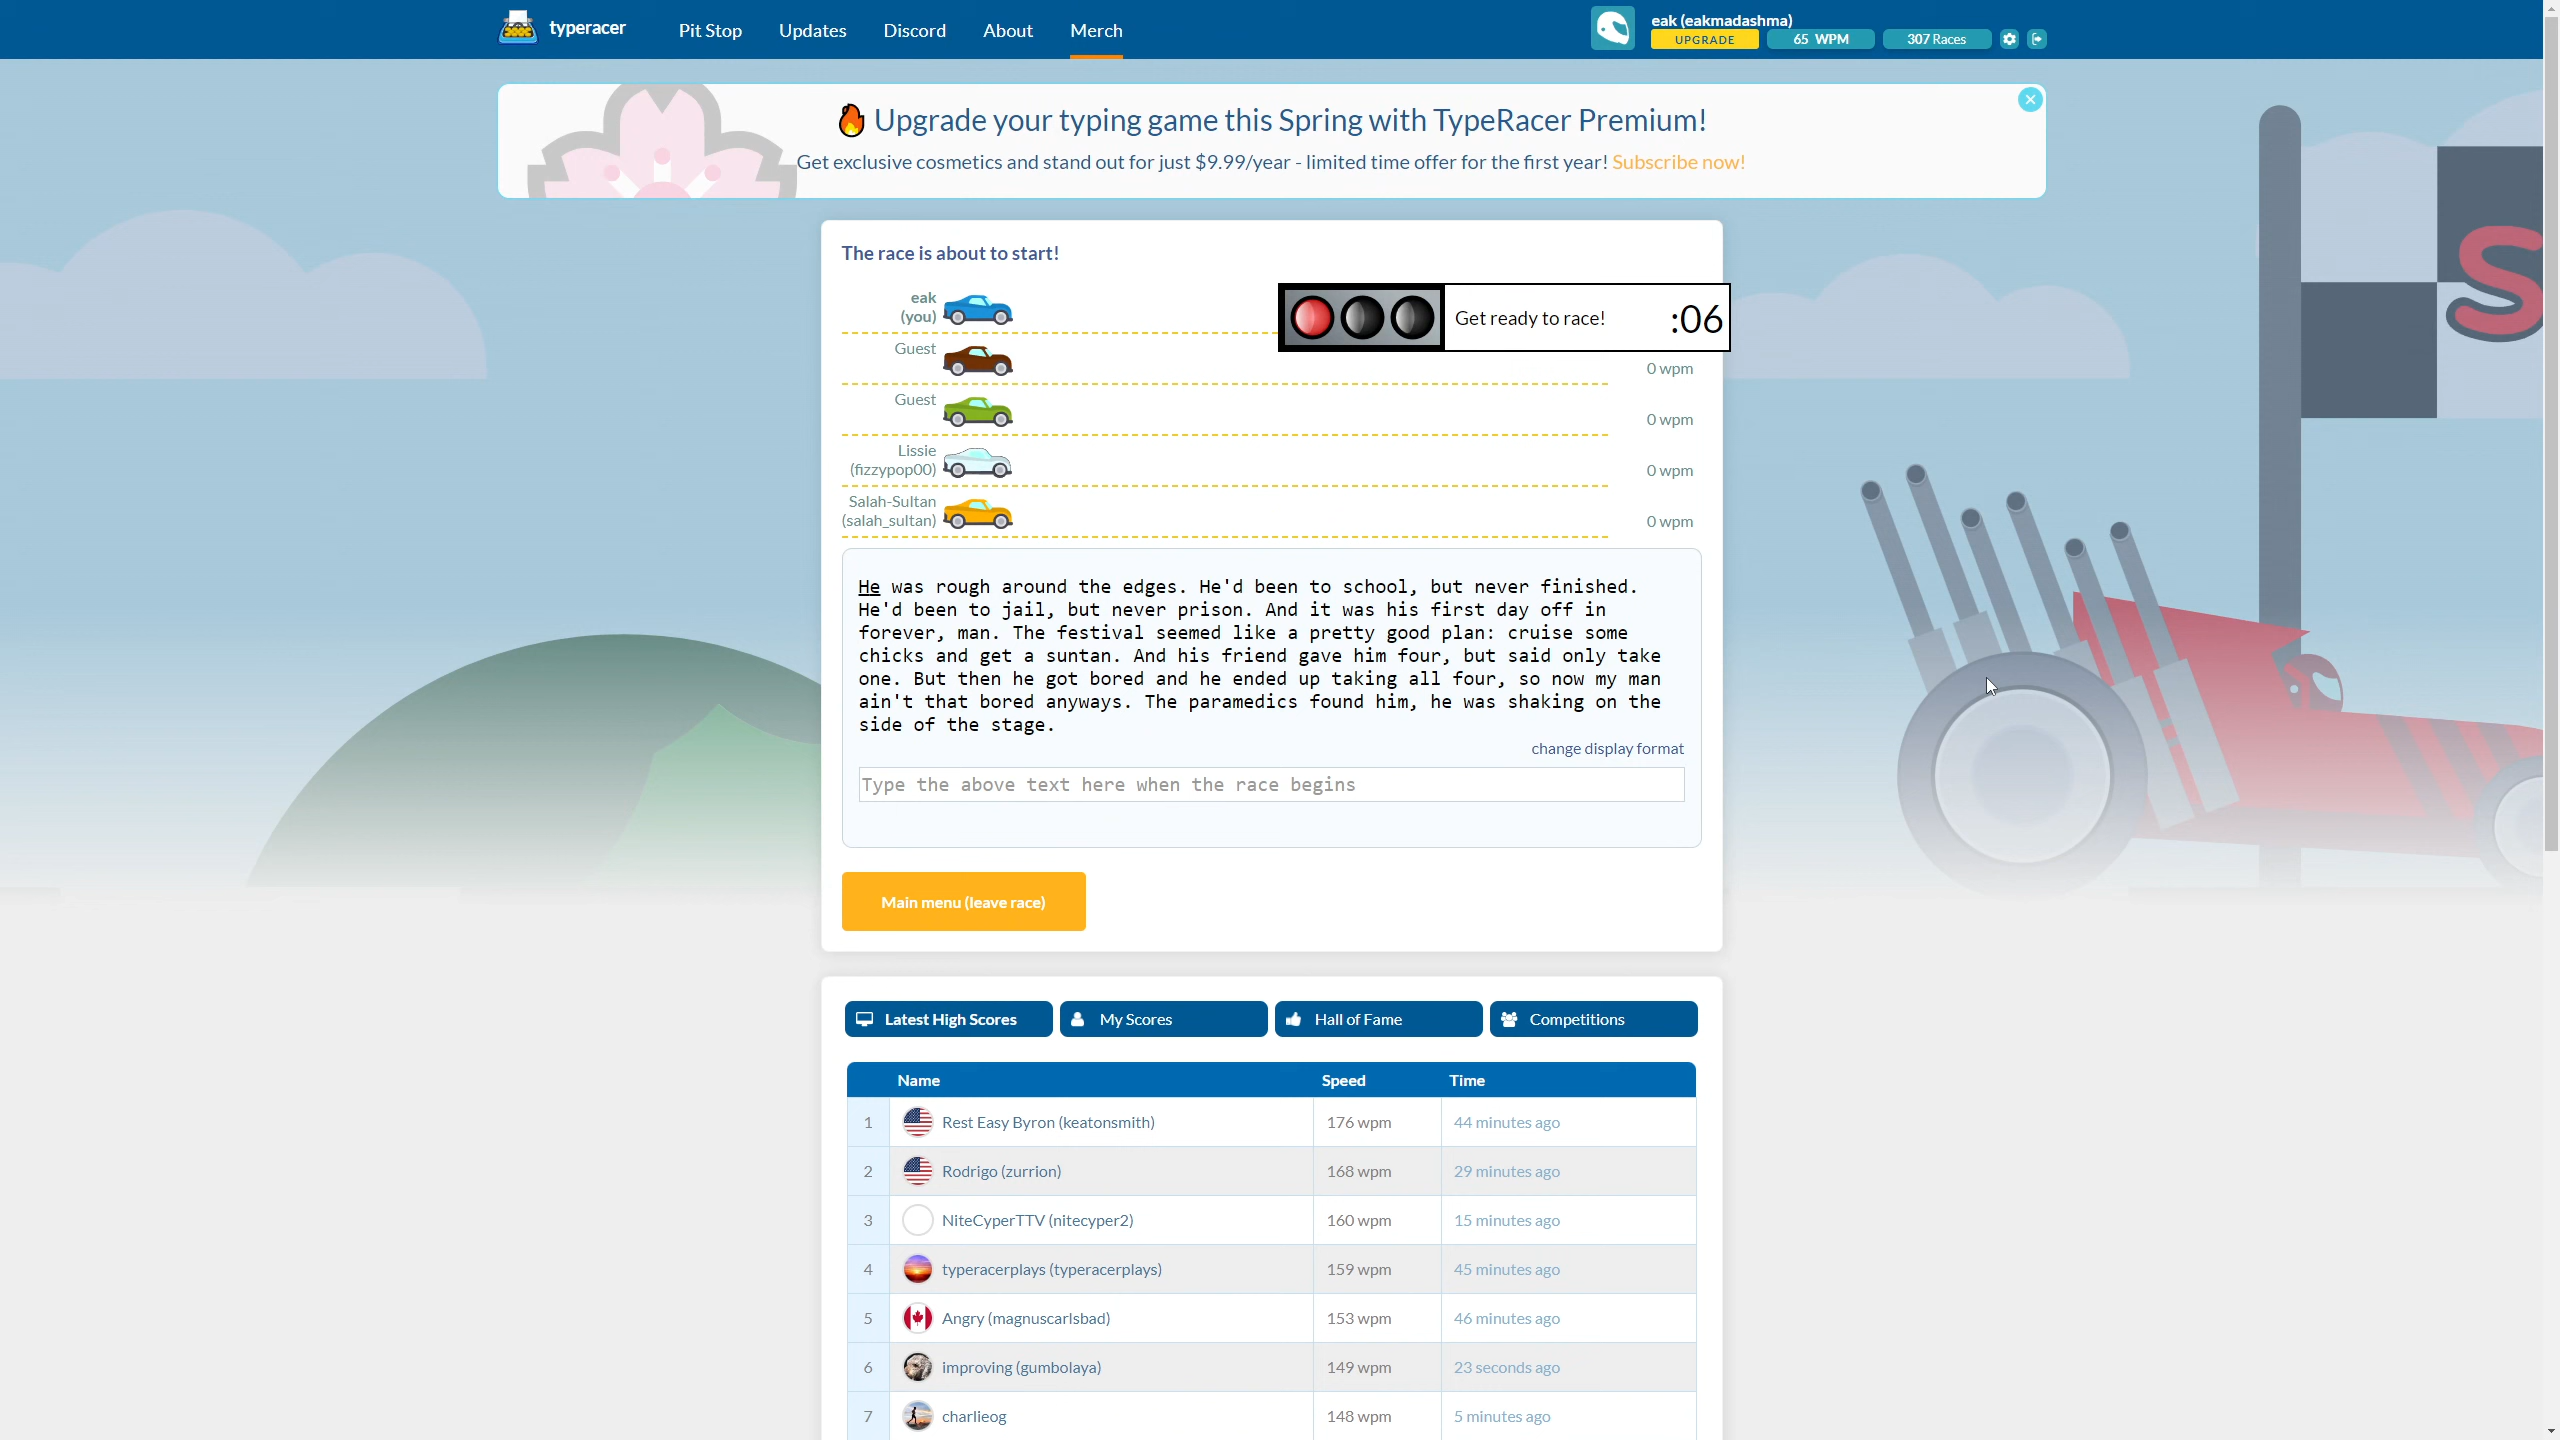 typeracer
Pit Stop
Updates
Discord
About
Merch
eak (eakmadashma)
UPGRADE
65 WPM
307 Races
🔥 Upgrade your typing game this Spring with TypeRacer Premium!
Get exclusive cosmetics and stand out for just $9.99/year - limited time offer for the first year! Subscribe now!
The race is about to start!
eak
(you)
Get ready to race!
:06
Guest
0 wpm
Guest
0 wpm
Lissie
(fizzypop00)
0 wpm
Salah-Sultan
(salah_sultan)
0 wpm
He was rough around the edges. He'd been to school, but never finished.
He'd been to jail, but never prison. And it was his first day off in
forever, man. The festival seemed like a pretty good plan: cruise some
chicks and get a suntan. And his friend gave him four, but said only take
one. But then he got bored and he ended up taking all four, so now my man
ain't that bored anyways. The paramedics found him, he was shaking on the
side of the stage.
change display format
Type the above text here when the race begins
Main menu (leave race)
Latest High Scores
My Scores
Hall of Fame
Competitions
Name Speed Time
1 Rest Easy Byron (keatonsmith) 176 wpm 44 minutes ago
2 Rodrigo (zurrion) 168 wpm 29 minutes ago
3 NiteCyperTTV (nitecyper2) 160 wpm 15 minutes ago
4 typeracerplays (typeracerplays) 159 wpm 45 minutes ago
5 Angry (magnuscarlsbad) 153 wpm 46 minutes ago
6 improving (gumbolaya) 149 wpm 23 seconds ago
7 charlieog 148 wpm 5 minutes ago
S